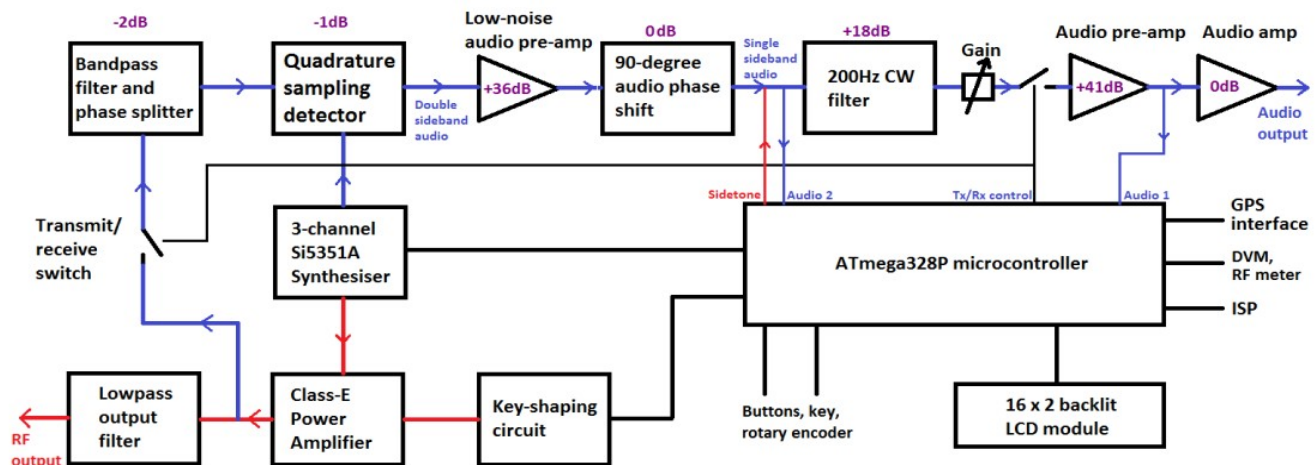 -2dB
Bandpass
filter and
phase splitter
-1dB
Quadrature
sampling
detector
Double
sideband
audio
Low-noise
audio pre-amp
+36dB
0dB
90-degree
audio phase
shift
Single
sideband
audio
+18dB
200Hz CW
filter
Gain
Audio pre-amp
+41dB
Audio amp
0dB
Audio
output
Transmit/
receive
switch
3-channel
Si5351A
Synthesiser
Sidetone
Audio 2
Tx/Rx control
Audio 1
ATmega328P microcontroller
GPS
interface
DVM,
RF meter
ISP
RF
output
Lowpass
output
filter
Class-E
Power
Amplifier
Key-shaping
circuit
Buttons, key,
rotary encoder
16 x 2 backlit
LCD module